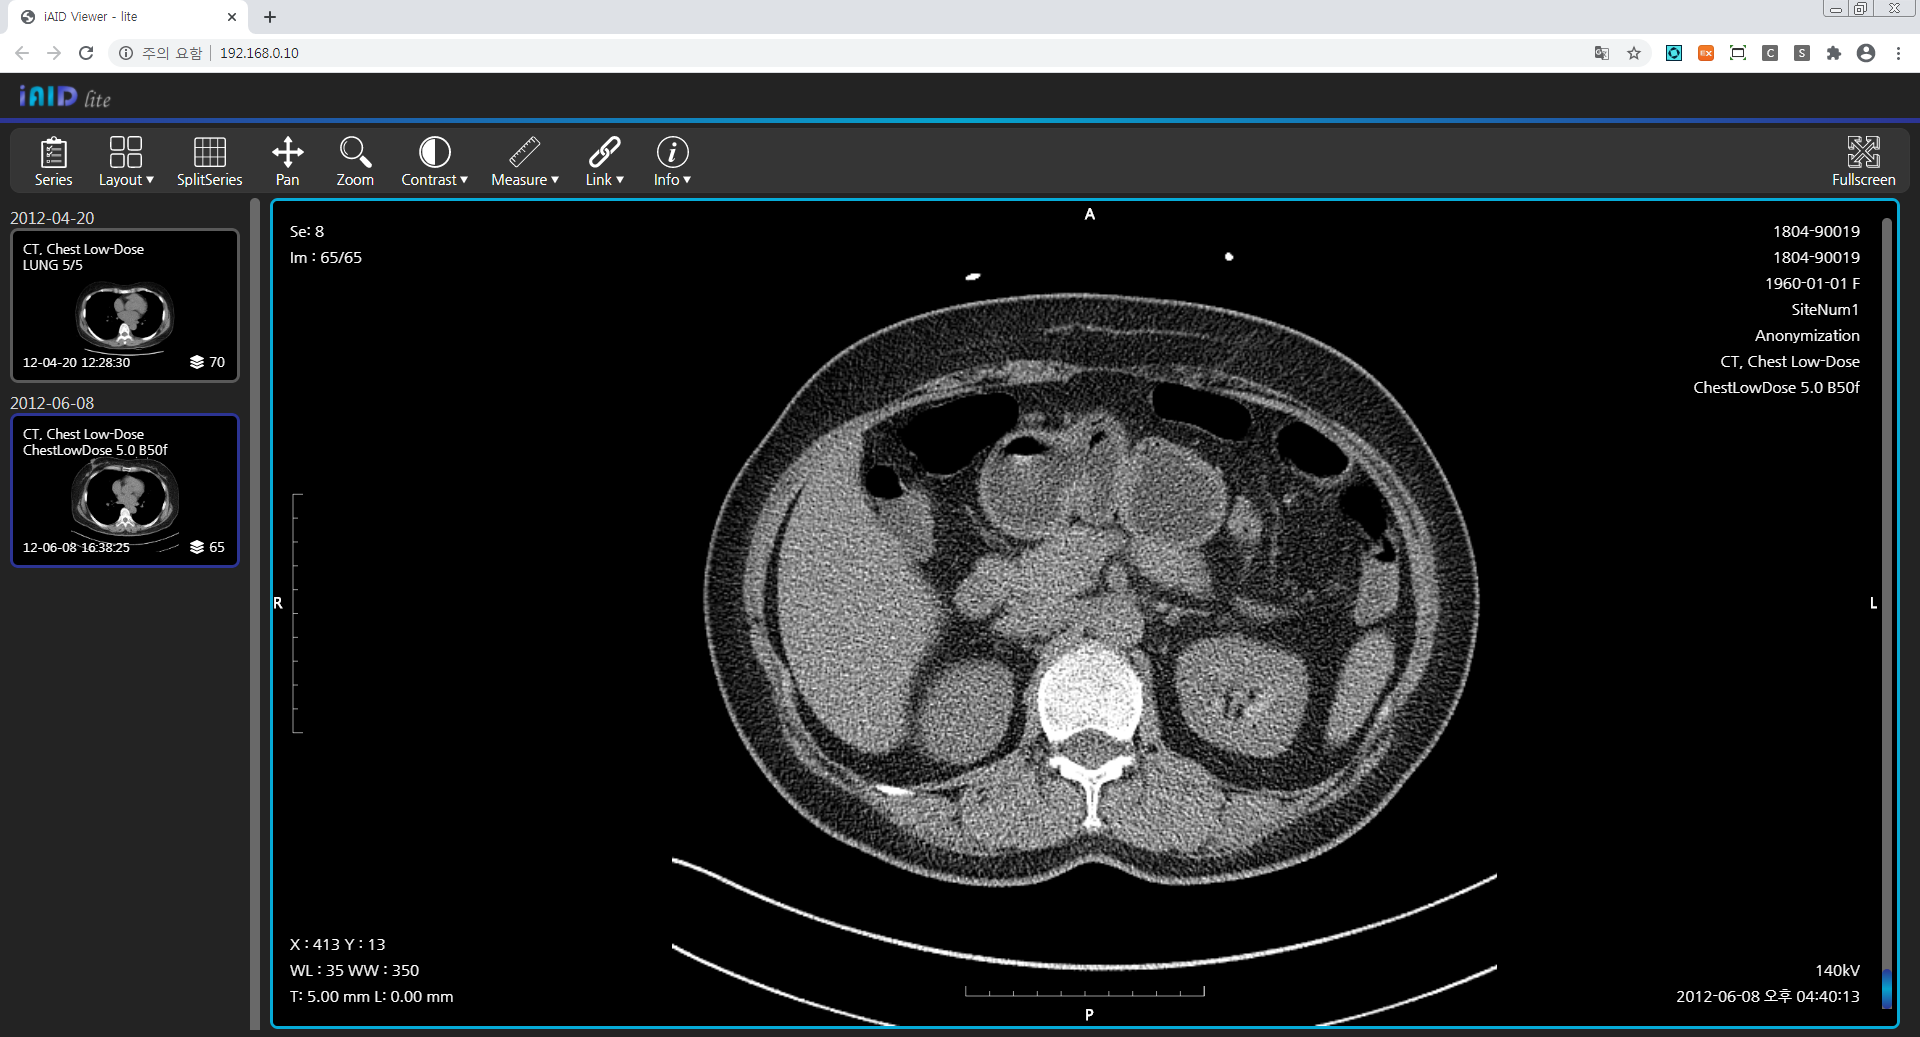 iAID Viewer - lite
주의 요함 192.168.0.10
iAID lite
Series
Layout ▼
SplitSeries
Pan
Zoom
Contrast ▼
Measure ▼
Link ▼
Info ▼
Fullscreen
2012-04-20
CT, Chest Low-Dose
LUNG 5/5
12-04-20 12:28:30 70
2012-06-08
CT, Chest Low-Dose
ChestLowDose 5.0 B50f
12-06-08 16:38:25 65
A
Se: 8
Im : 65/65
1804-90019
1804-90019
1960-01-01 F
SiteNum1
Anonymization
CT, Chest Low-Dose
ChestLowDose 5.0 B50f
R
L
X : 413 Y : 13
WL : 35 WW : 350
T: 5.00 mm L: 0.00 mm
140kV
2012-06-08 오후 04:40:13
P